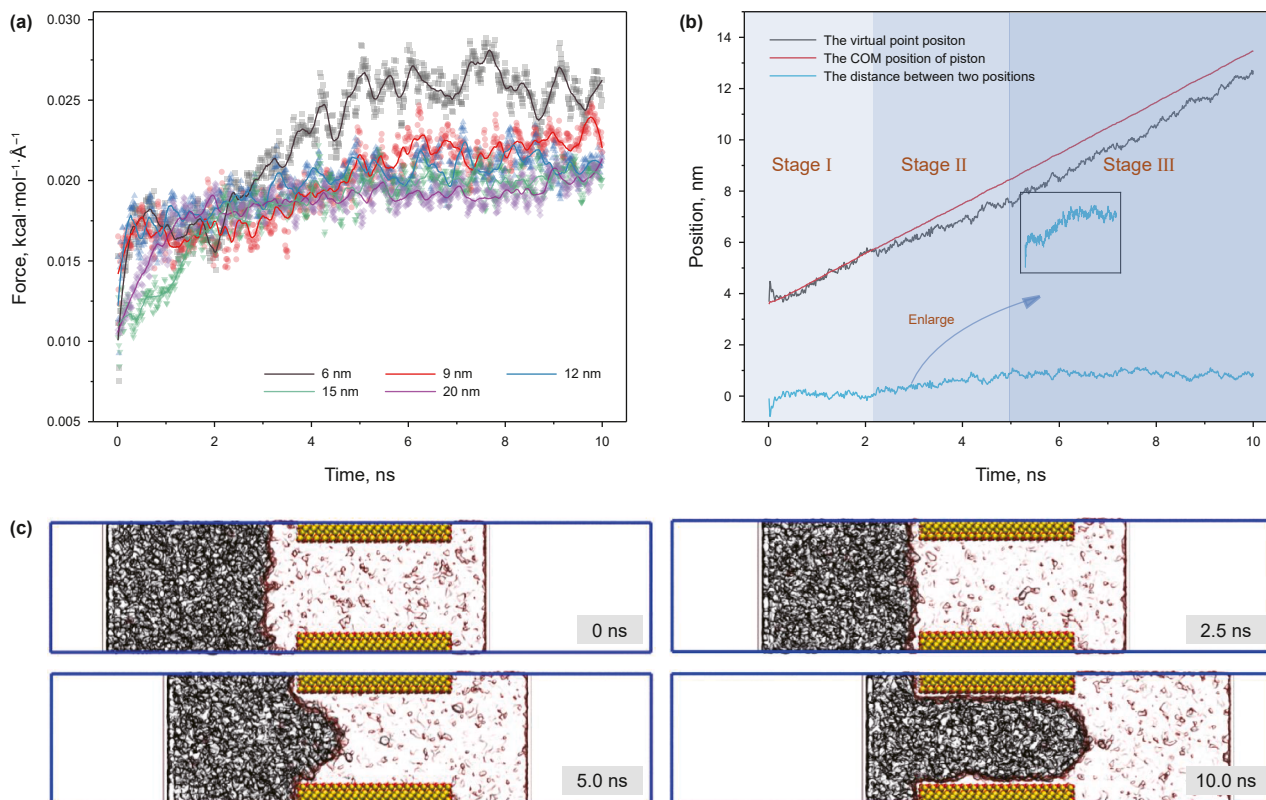 (a)
0.030
0.025
0.020
0.015
0.010
0.005
Force, kcal·mol⁻¹·Å⁻¹
6 nm 9 nm 12 nm
15 nm 20 nm
0 2 4 6 8 10
Time, ns
(b)
14
12
10
8
6
4
2
0
Position, nm
The virtual point positon
The COM position of piston
The distance between two positions
Stage I Stage II Stage III
Enlarge
0 2 4 6 8 10
Time, ns
(c)
0 ns
2.5 ns
5.0 ns
10.0 ns